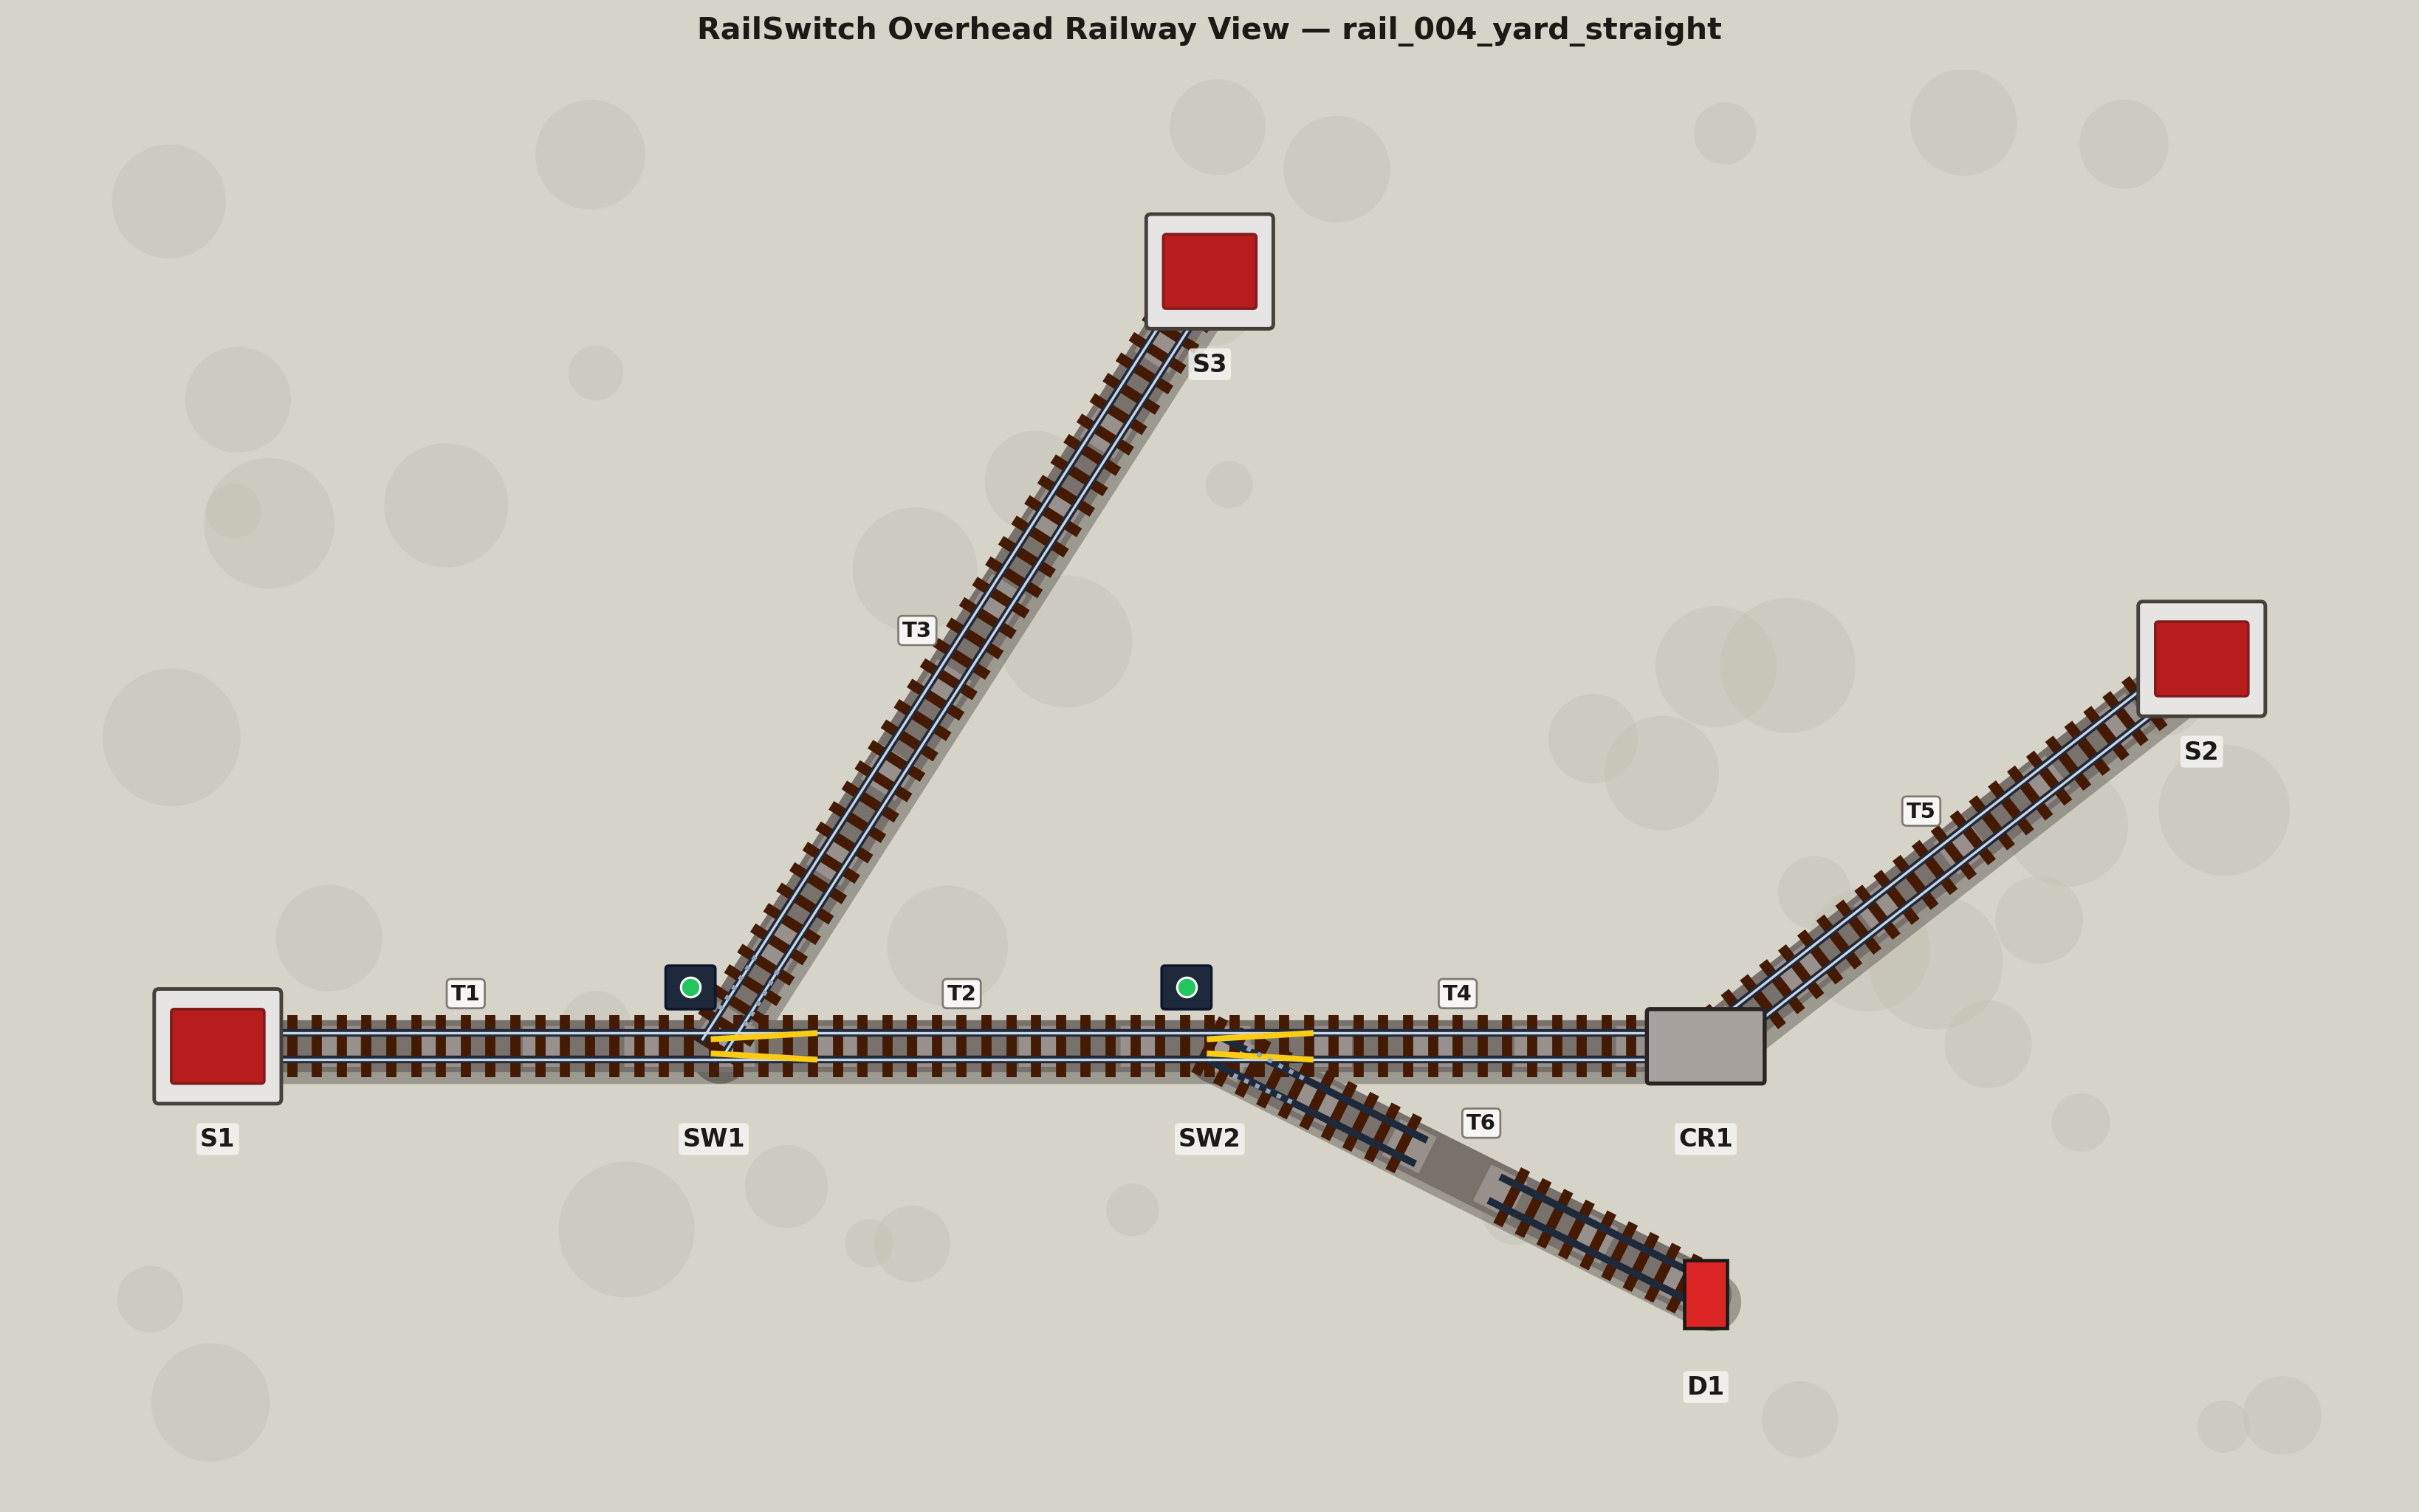 RailSwitch Overhead Railway View — rail_004_yard_straight
S3
T3
S2
T5
T1
T2
T4
S1
SW1
SW2
T6
CR1
D1